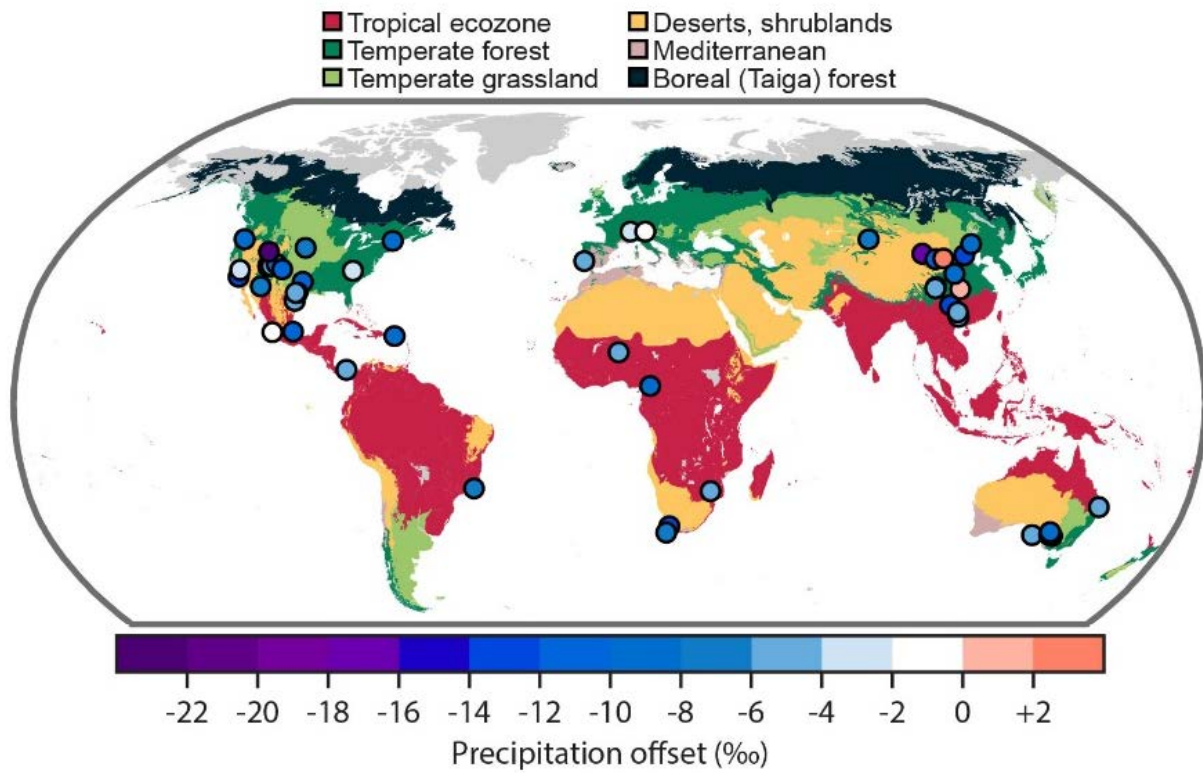 Tropical ecozone
Temperate forest
Temperate grassland
Deserts, shrublands
Mediterranean
Boreal (Taiga) forest
-22 -20 -18 -16 -14 -12 -10 -8 -6 -4 -2 0 +2
Precipitation offset (‰)